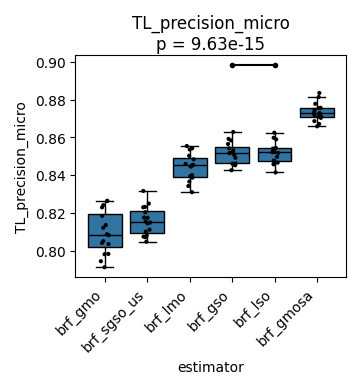 TL_precision_micro
p = 9.63e-15
TL_precision_micro
0.90
0.88
0.86
0.84
0.82
0.80
brf_gmo
brf_sgso_us
brf_lmo
brf_gso
brf_lso
brf_gmosa
estimator